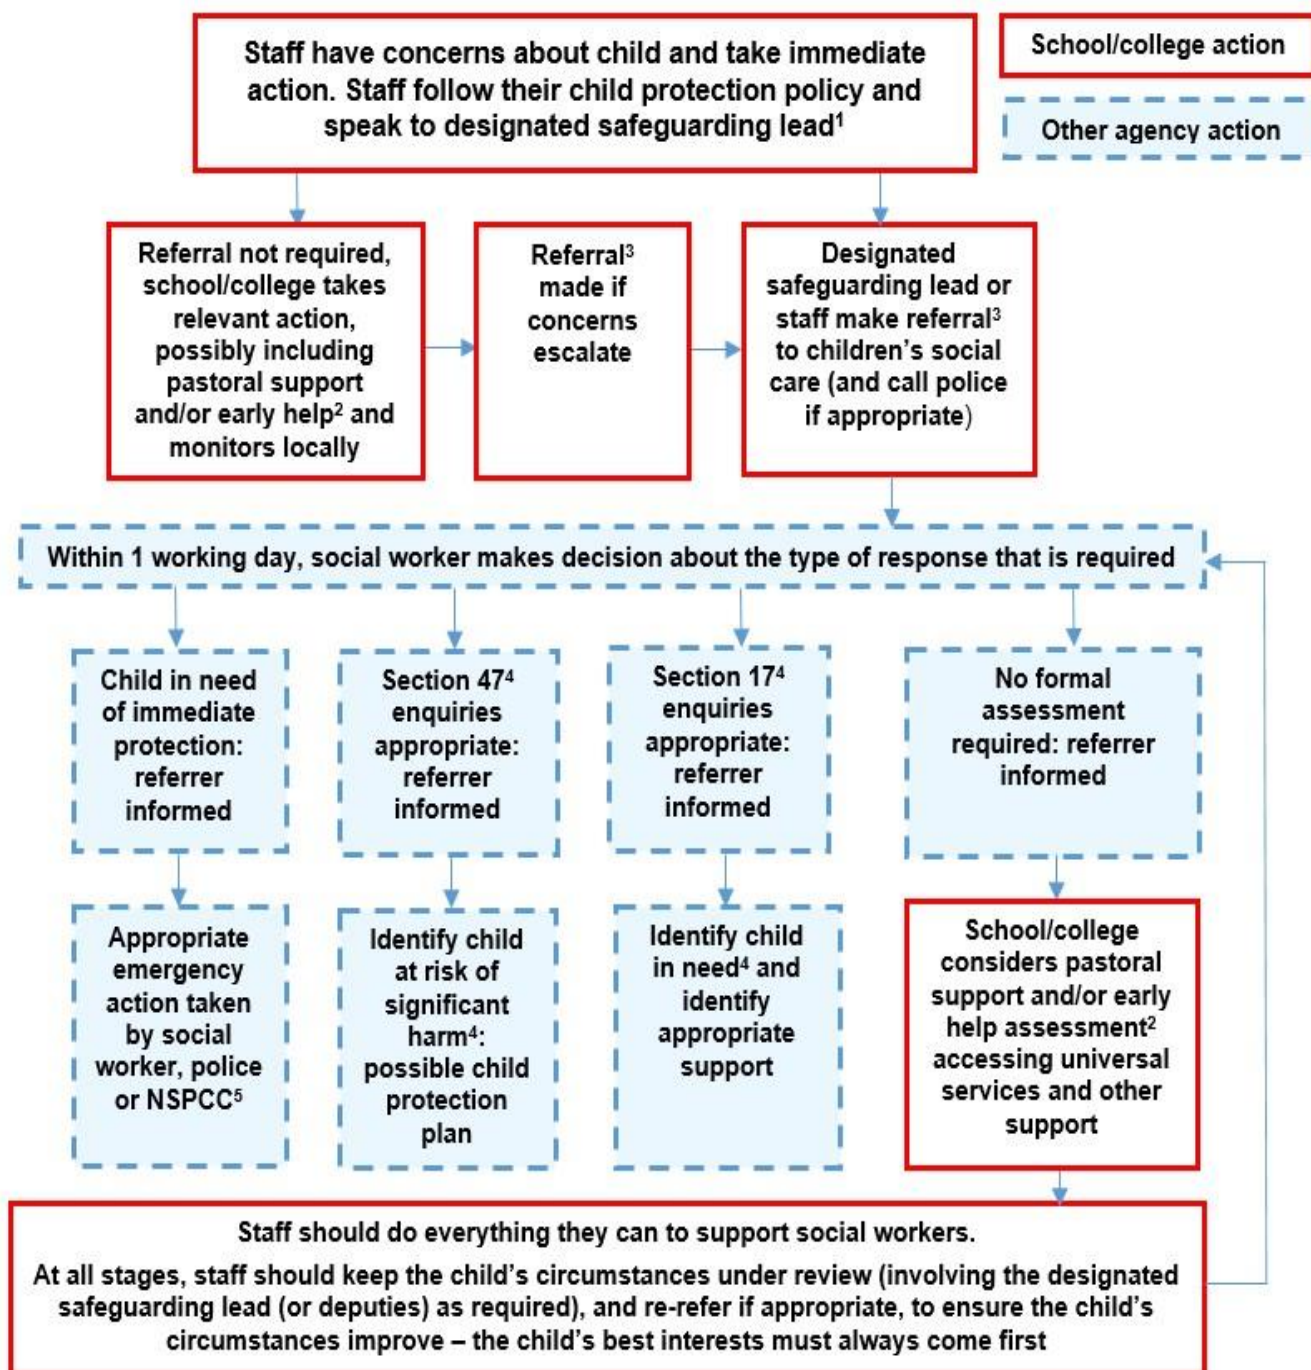 Staff have concerns about child and take immediate
action. Staff follow their child protection policy and
speak to designated safeguarding lead¹
School/college action
Other agency action
Referral not required,
school/college takes
relevant action,
possibly including
pastoral support
and/or early help² and
monitors locally
Referral³
made if
concerns
escalate
Designated
safeguarding lead or
staff make referral³
to children’s social
care (and call police
if appropriate)
Within 1 working day, social worker makes decision about the type of response that is required
Child in need
of immediate
protection:
referrer
informed
Section 47⁴
enquiries
appropriate:
referrer
informed
Section 17⁴
enquiries
appropriate:
referrer
informed
No formal
assessment
required: referrer
informed
Appropriate
emergency
action taken
by social
worker, police
or NSPCC⁵
Identify child
at risk of
significant
harm⁴:
possible child
protection
plan
Identify child
in need⁴ and
identify
appropriate
support
School/college
considers pastoral
support and/or early
help assessment²
accessing universal
services and other
support
Staff should do everything they can to support social workers.
At all stages, staff should keep the child’s circumstances under review (involving the designated
safeguarding lead (or deputies) as required), and re-refer if appropriate, to ensure the child’s
circumstances improve – the child’s best interests must always come first